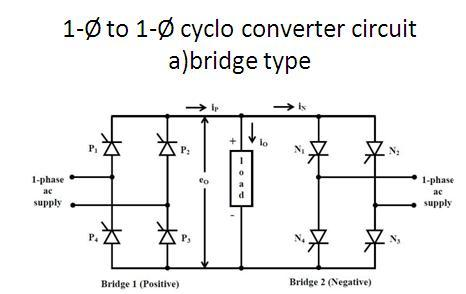 1-Ø to 1-Ø cyclo converter circuit
a)bridge type
iP
iN
P1
P2
eO
+
load
-
iO
N1
N2
1-phase
ac
supply
1-phase
ac
supply
P4
P3
N4
N3
Bridge 1 (Positive)
Bridge 2 (Negative)